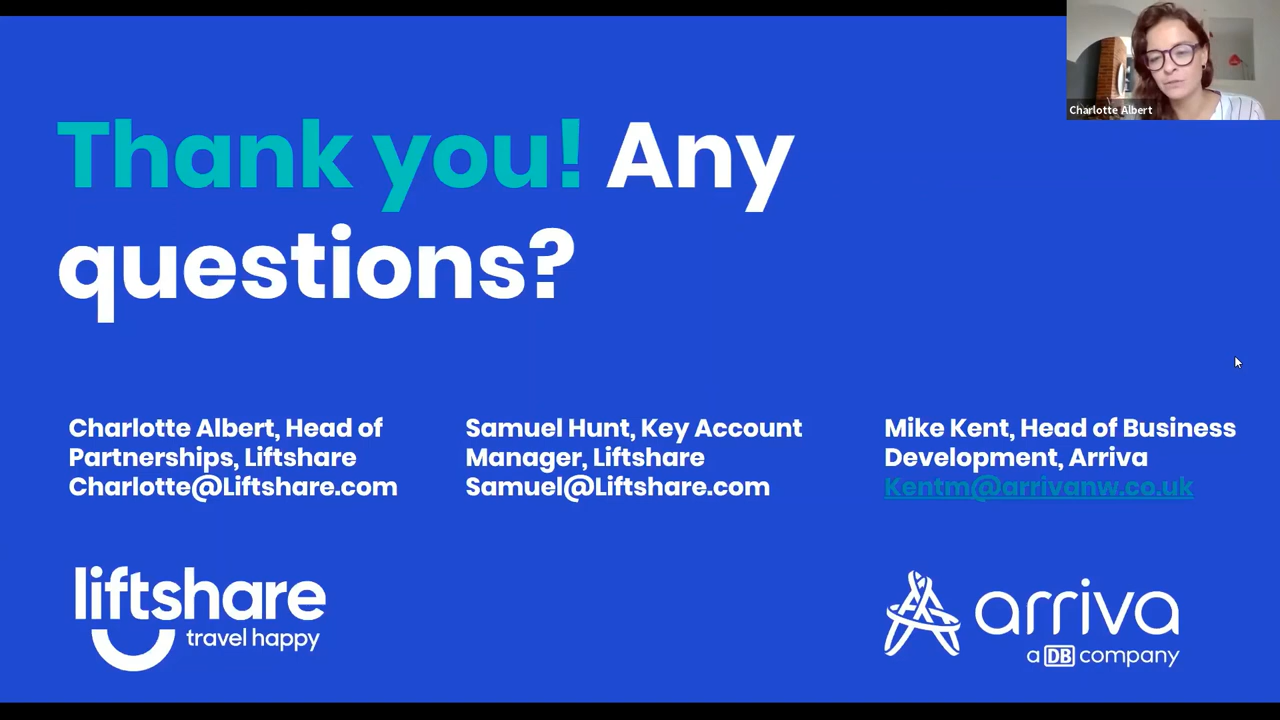 Charlotte Albert
Thank you! Any
questions?
Charlotte Albert, Head of
Partnerships, Liftshare
Charlotte@Liftshare.com
Samuel Hunt, Key Account
Manager, Liftshare
Samuel@Liftshare.com
Mike Kent, Head of Business
Development, Arriva
Kentm@arrivanw.co.uk
liftshare
travel happy
arriva
a DB company